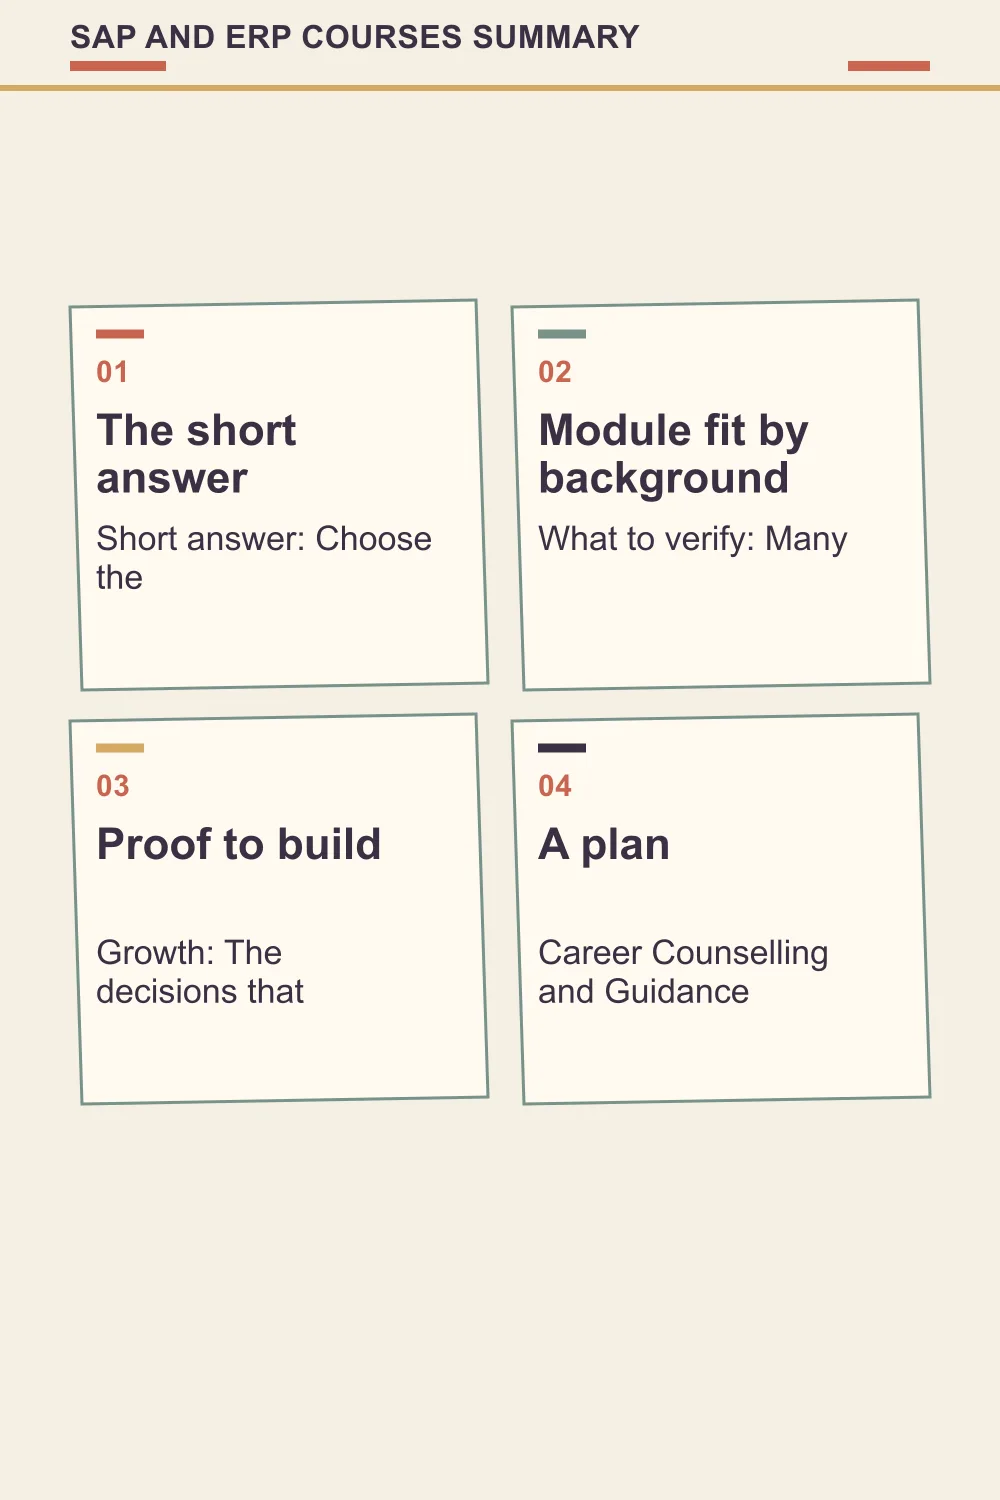 SAP AND ERP COURSES SUMMARY
01
The short
answer
Short answer: Choose
the
02
Module fit by
background
What to verify: Many
03
Proof to build
Growth: The
decisions that
04
A plan
Career Counselling
and Guidance